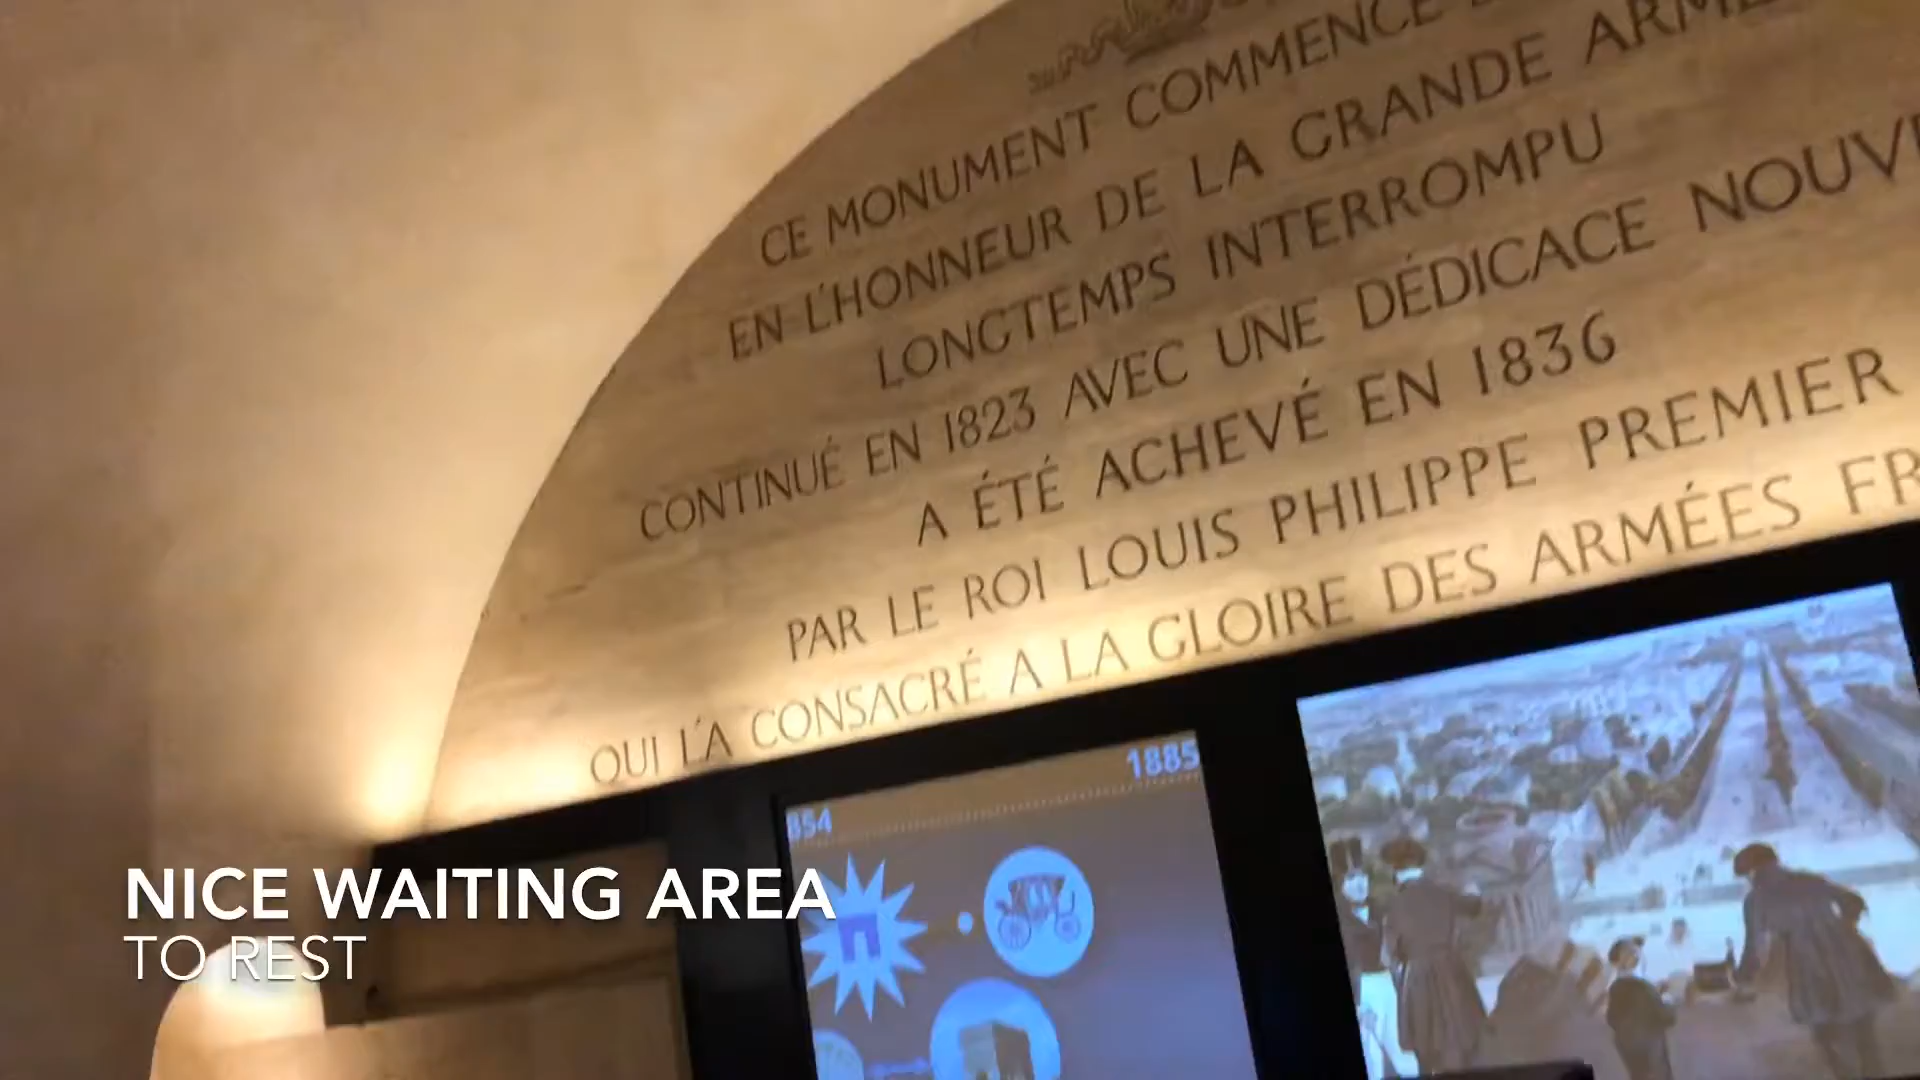 CE MONUMENT COMMENCÉ
EN L'HONNEUR DE LA GRANDE
LONGTEMPS INTERROMPU
CONTINUÉ EN 1823 AVEC UNE DÉDICACE
A ÉTÉ ACHEVÉ EN 1836
PAR LE ROI LOUIS PHILIPPE PREMIER
QUI L'A CONSACRÉ A LA GLOIRE DES ARMÉES
1885
NICE WAITING AREA
TO REST